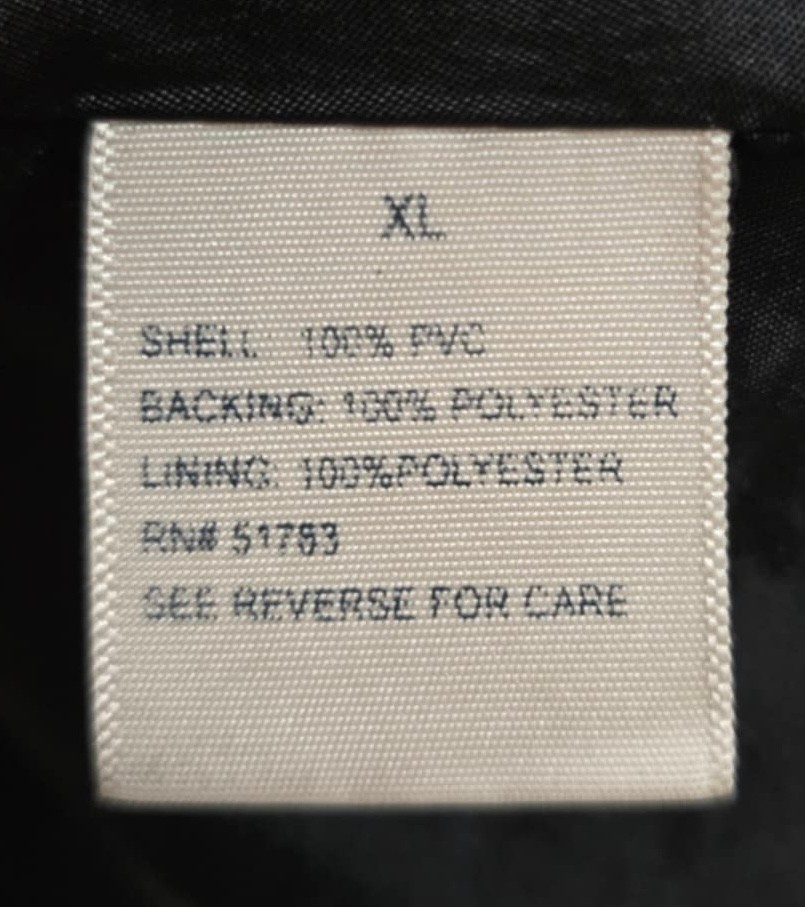 XL
SHELL: 100% PVC
BACKING: 100% POLYESTER
LINING: 100%POLYESTER
RN# 51783
SEE REVERSE FOR CARE